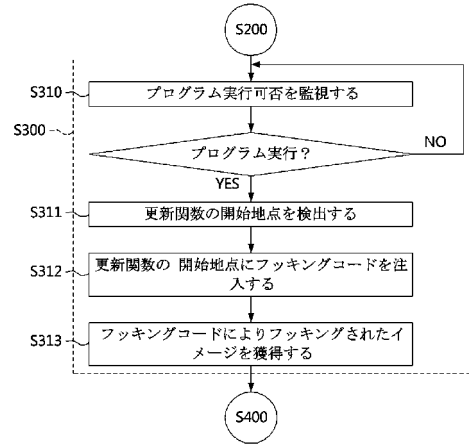 S200
S310
プログラム実行可否を監視する
S300
プログラム実行？
NO
YES
S311
更新関数の開始地点を検出する
S312
更新関数の 開始地点にフッキングコードを注
入する
S313
フッキングコードによりフッキングされたイ
メージを獲得する
S400